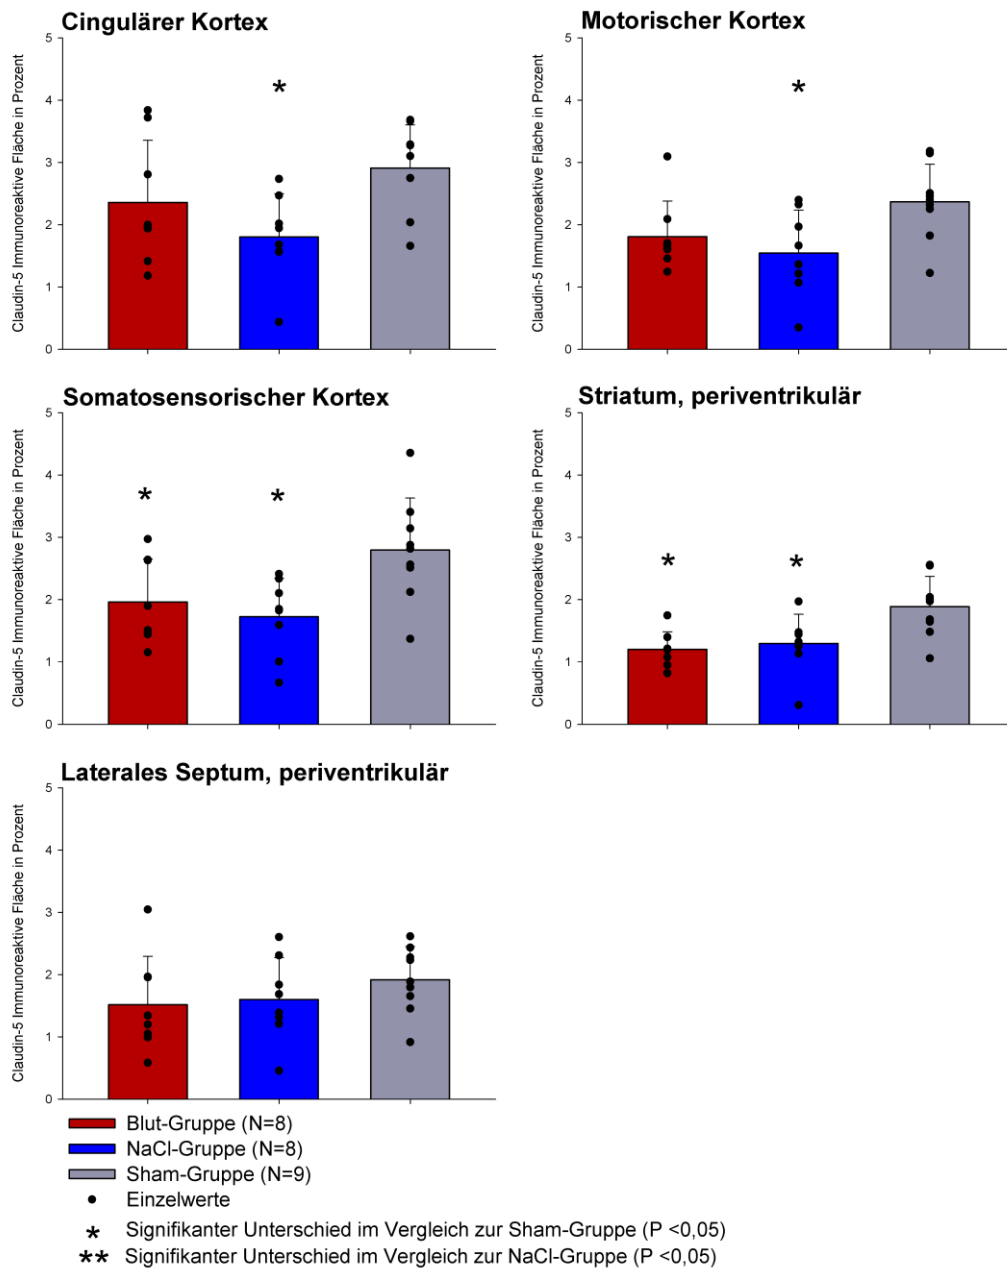 Cingulärer Kortex
Claudin-5 Immunoreaktive Fläche in Prozent
5
4
3
2
1
0
*
Motorischer Kortex
Claudin-5 Immunoreaktive Fläche in Prozent
5
4
3
2
1
0
*
Somatosensorischer Kortex
Claudin-5 Immunoreaktive Fläche in Prozent
5
4
3
2
1
0
* *
Striatum, periventrikulär
Claudin-5 Immunoreaktive Fläche in Prozent
5
4
3
2
1
0
* *
Laterales Septum, periventrikulär
Claudin-5 Immunoreaktive Fläche in Prozent
5
4
3
2
1
0
Blut-Gruppe (N=8)
NaCl-Gruppe (N=8)
Sham-Gruppe (N=9)
Einzelwerte
* Signifikanter Unterschied im Vergleich zur Sham-Gruppe (P <0,05)
** Signifikanter Unterschied im Vergleich zur NaCl-Gruppe (P <0,05)